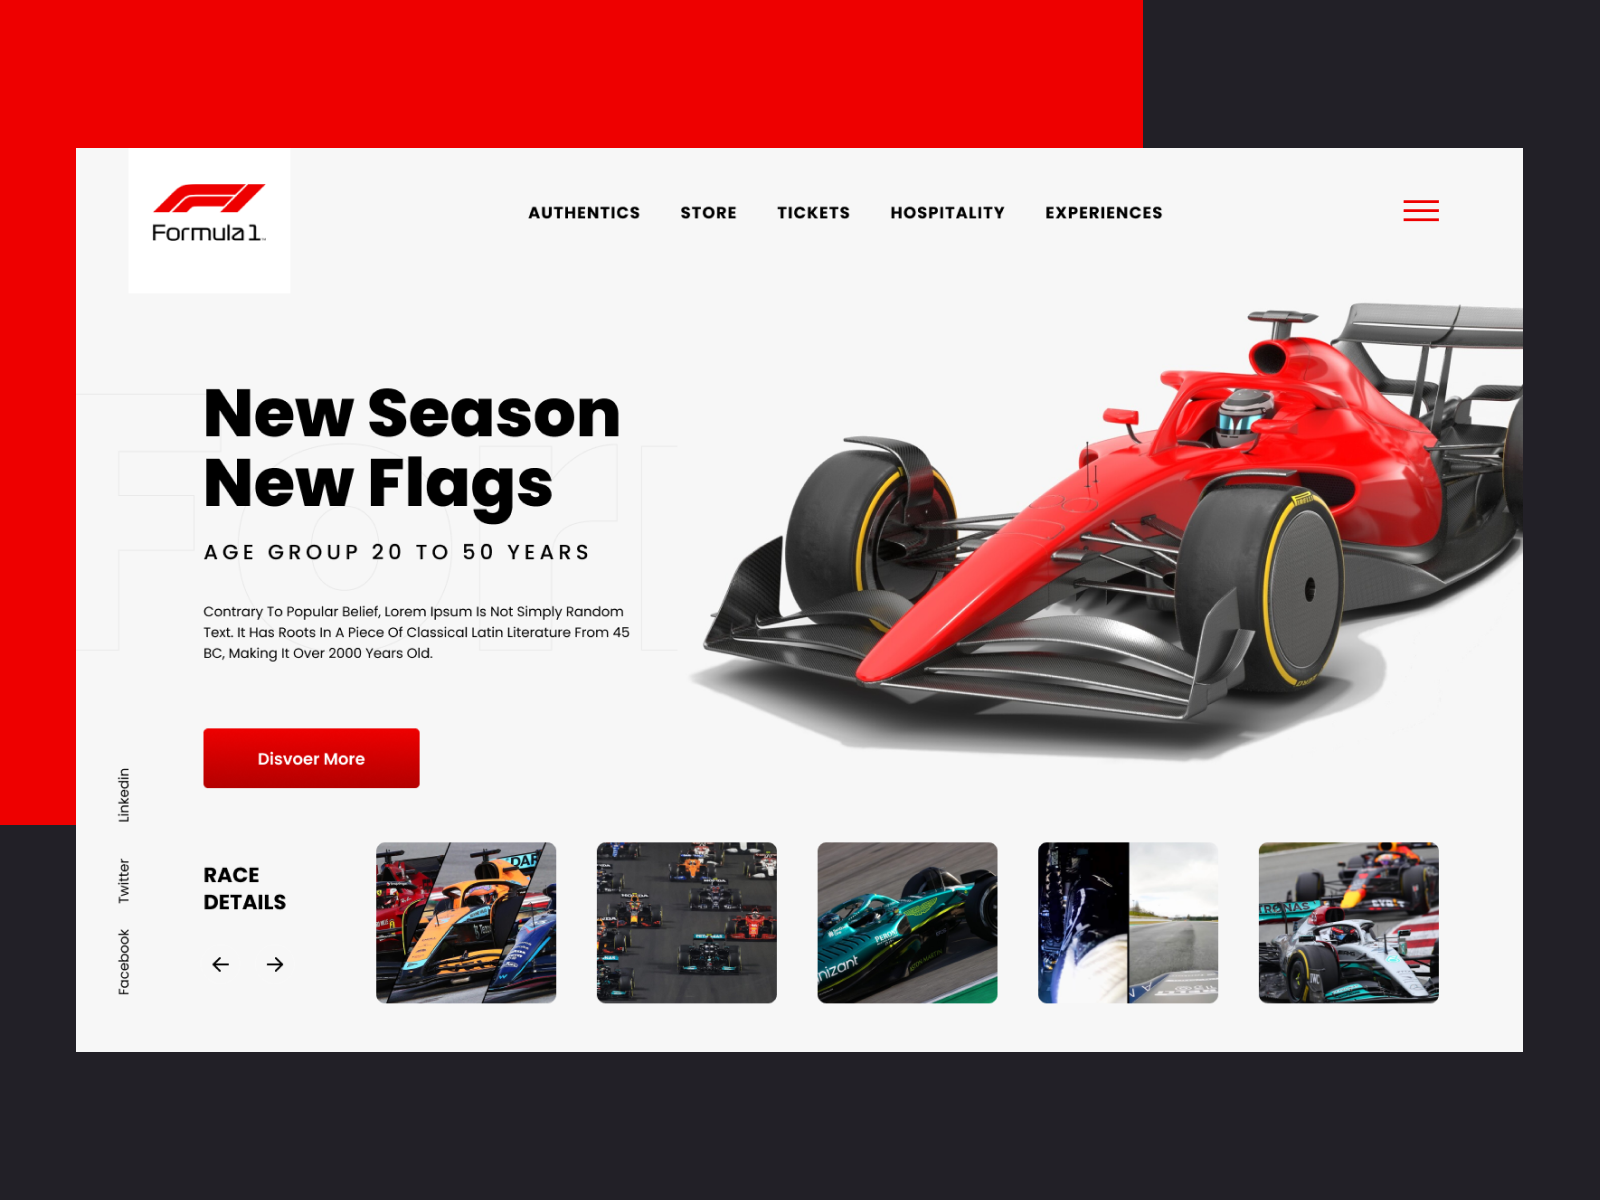 Formula 1
AUTHENTICS STORE TICKETS HOSPITALITY EXPERIENCES
Form
New Season
New Flags
AGE GROUP 20 TO 50 YEARS
Contrary To Popular Belief, Lorem Ipsum Is Not Simply Random
Text. It Has Roots In A Piece Of Classical Latin Literature From 45
BC, Making It Over 2000 Years Old.
Disvoer More
Linkedin
Twitter
Facebook
RACE
DETAILS